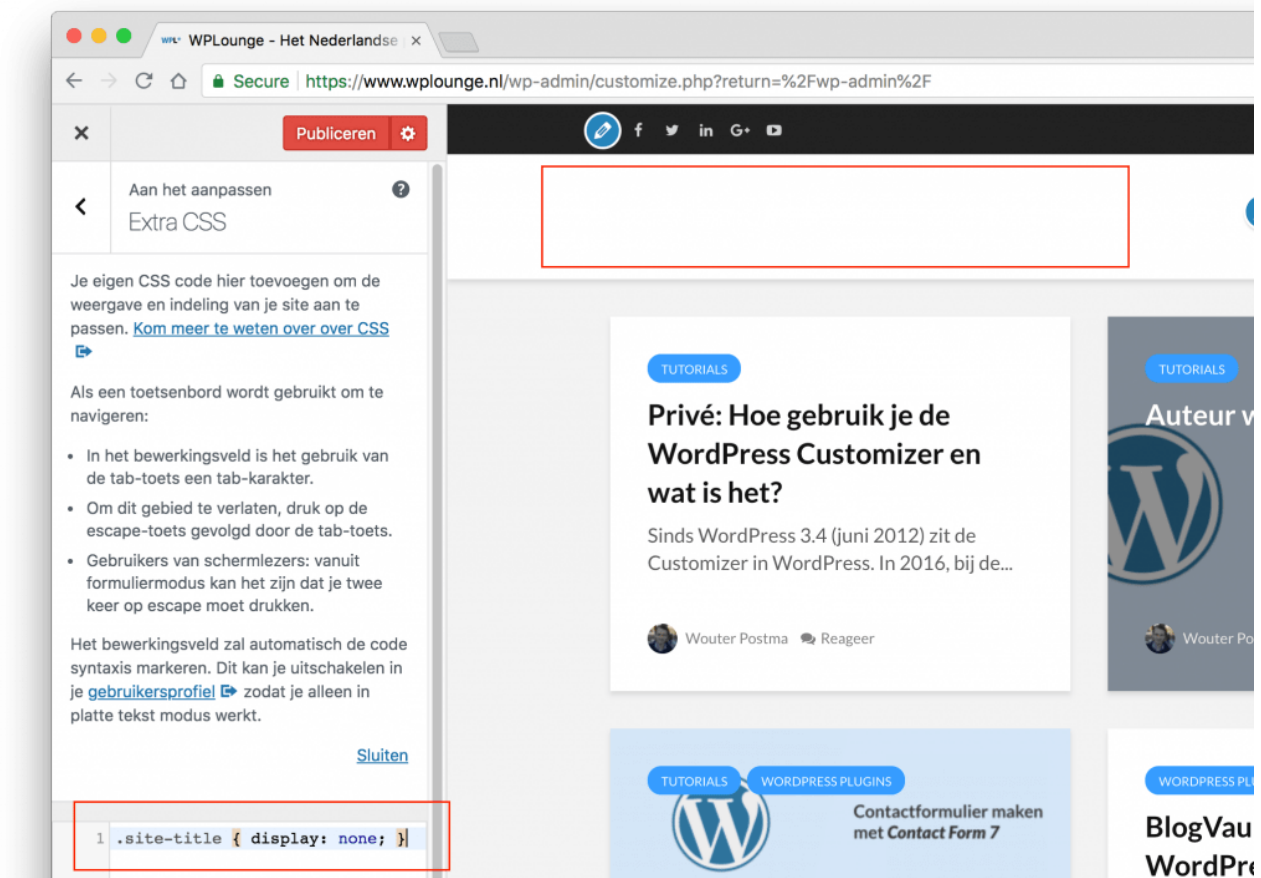 WPL WPLounge - Het Nederlandse
Secure https://www.wplounge.nl/wp-admin/customize.php?return=%2Fwp-admin%2F
Publiceren
Aan het aanpassen
Extra CSS
Je eigen CSS code hier toevoegen om de
weergave en indeling van je site aan te
passen. Kom meer te weten over over CSS
Als een toetsenbord wordt gebruikt om te
navigeren:
• In het bewerkingsveld is het gebruik van
de tab-toets een tab-karakter.
• Om dit gebied te verlaten, druk op de
escape-toets gevolgd door de tab-toets.
• Gebruikers van schermlezers: vanuit
formuliermodus kan het zijn dat je twee
keer op escape moet drukken.
Het bewerkingsveld zal automatisch de code
syntaxis markeren. Dit kan je uitschakelen in
je gebruikersprofiel zodat je alleen in
platte tekst modus werkt.
Sluiten
1 .site-title { display: none; }
TUTORIALS
Privé: Hoe gebruik je de
WordPress Customizer en
wat is het?
Sinds WordPress 3.4 (juni 2012) zit de
Customizer in WordPress. In 2016, bij de...
Wouter Postma Reageer
TUTORIALS
Auteur w
Wouter Po
TUTORIALS WORDPRESS PLUGINS
Contactformulier maken
met Contact Form 7
WORDPRESS PL
BlogVau
WordPre